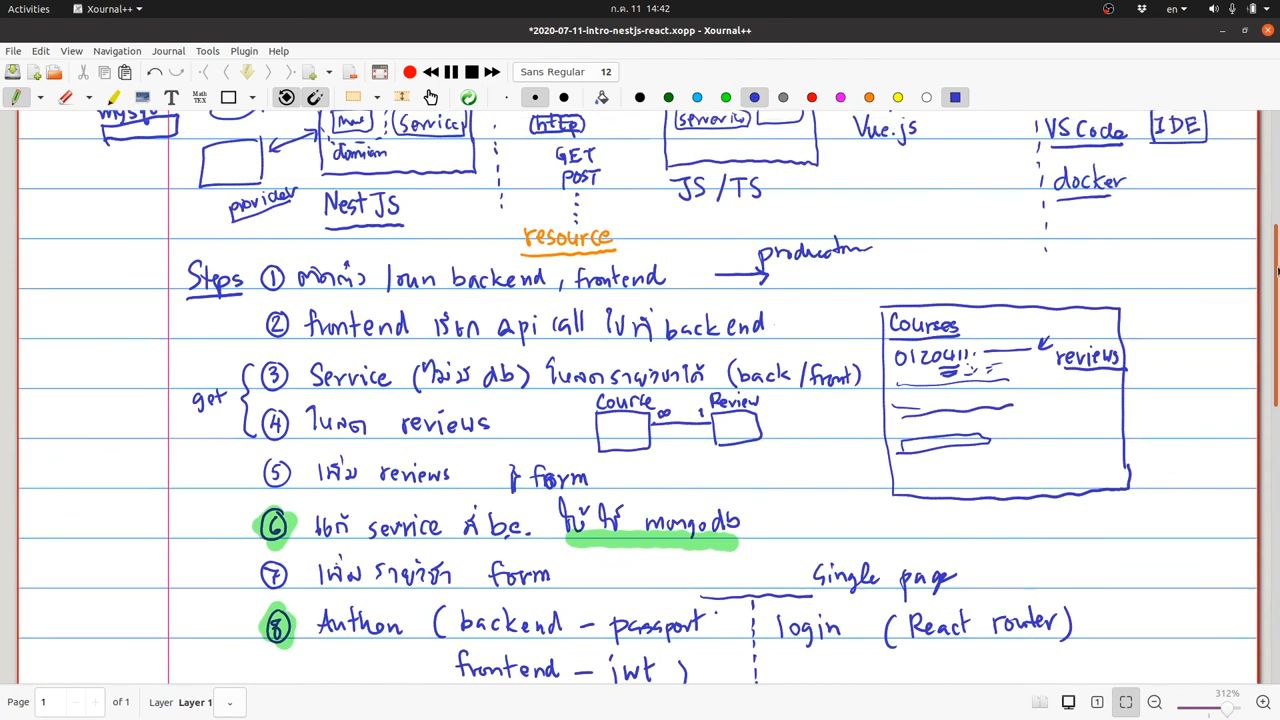 Activities Xournal++ ก.ค. 11 14:42 en
*2020-07-11-intro-nestjs-react.xopp - Xournal++
File Edit View Navigation Journal Tools Plugin Help
Sans Regular 12
mysql service http service Vue.js VS Code IDE
domain GET
POST JS/TS docker
provider NestJS
resource
Steps ① ติดตั้ง backend, frontend → production
② frontend เรียก api call ไปที่ backend
Courses
01204111 reviews
get ③ Service (ไม่มี db) โหลดรายวิชาได้ (back/front)
④ โหลด reviews Course ∞ 1 Review
⑤ เพิ่ม reviews } form
⑥ แก้ service ที่ b.e. ให้ใช้ mongodb
⑦ เพิ่มรายวิชา form Single page
⑧ Authen (backend - passport login (React router)
frontend - jwt )
Page 1 of 1 Layer Layer 1 312%